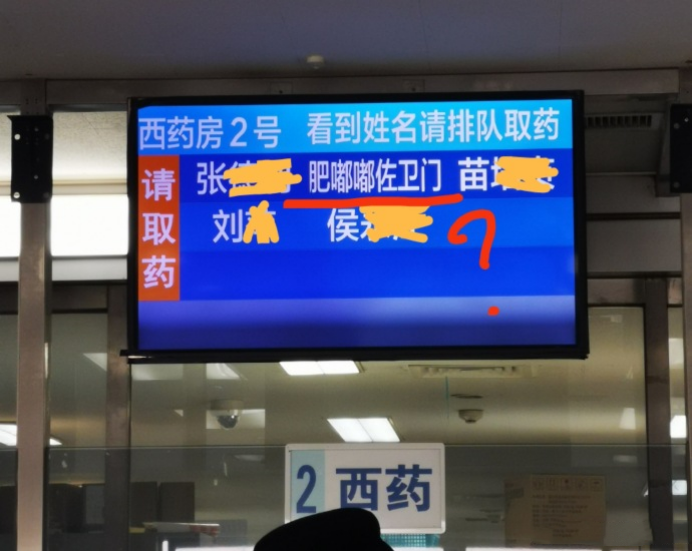 西药房2号 看到姓名请排队取药
请取药
张 肥嘟嘟佐卫门 苗
刘 侯
2 西药